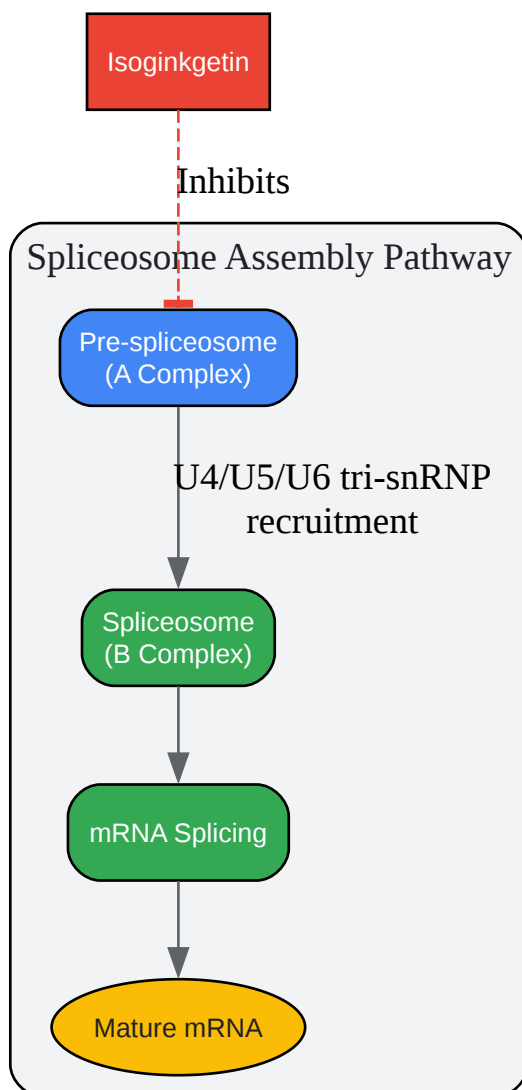 Isoginkgetin
Inhibits
Spliceosome Assembly Pathway
Pre-spliceosome
(A Complex)
U4/U5/U6 tri-snRNP
recruitment
Spliceosome
(B Complex)
mRNA Splicing
Mature mRNA